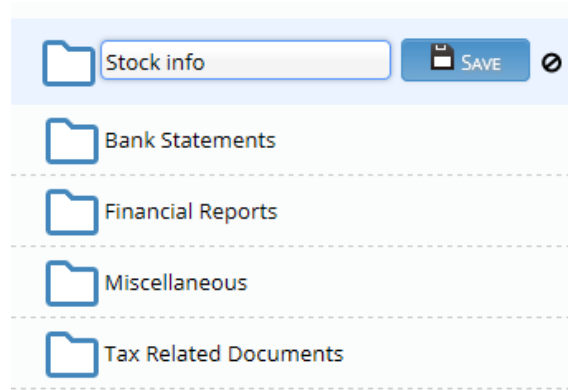 Stock info
SAVE
Bank Statements
Financial Reports
Miscellaneous
Tax Related Documents